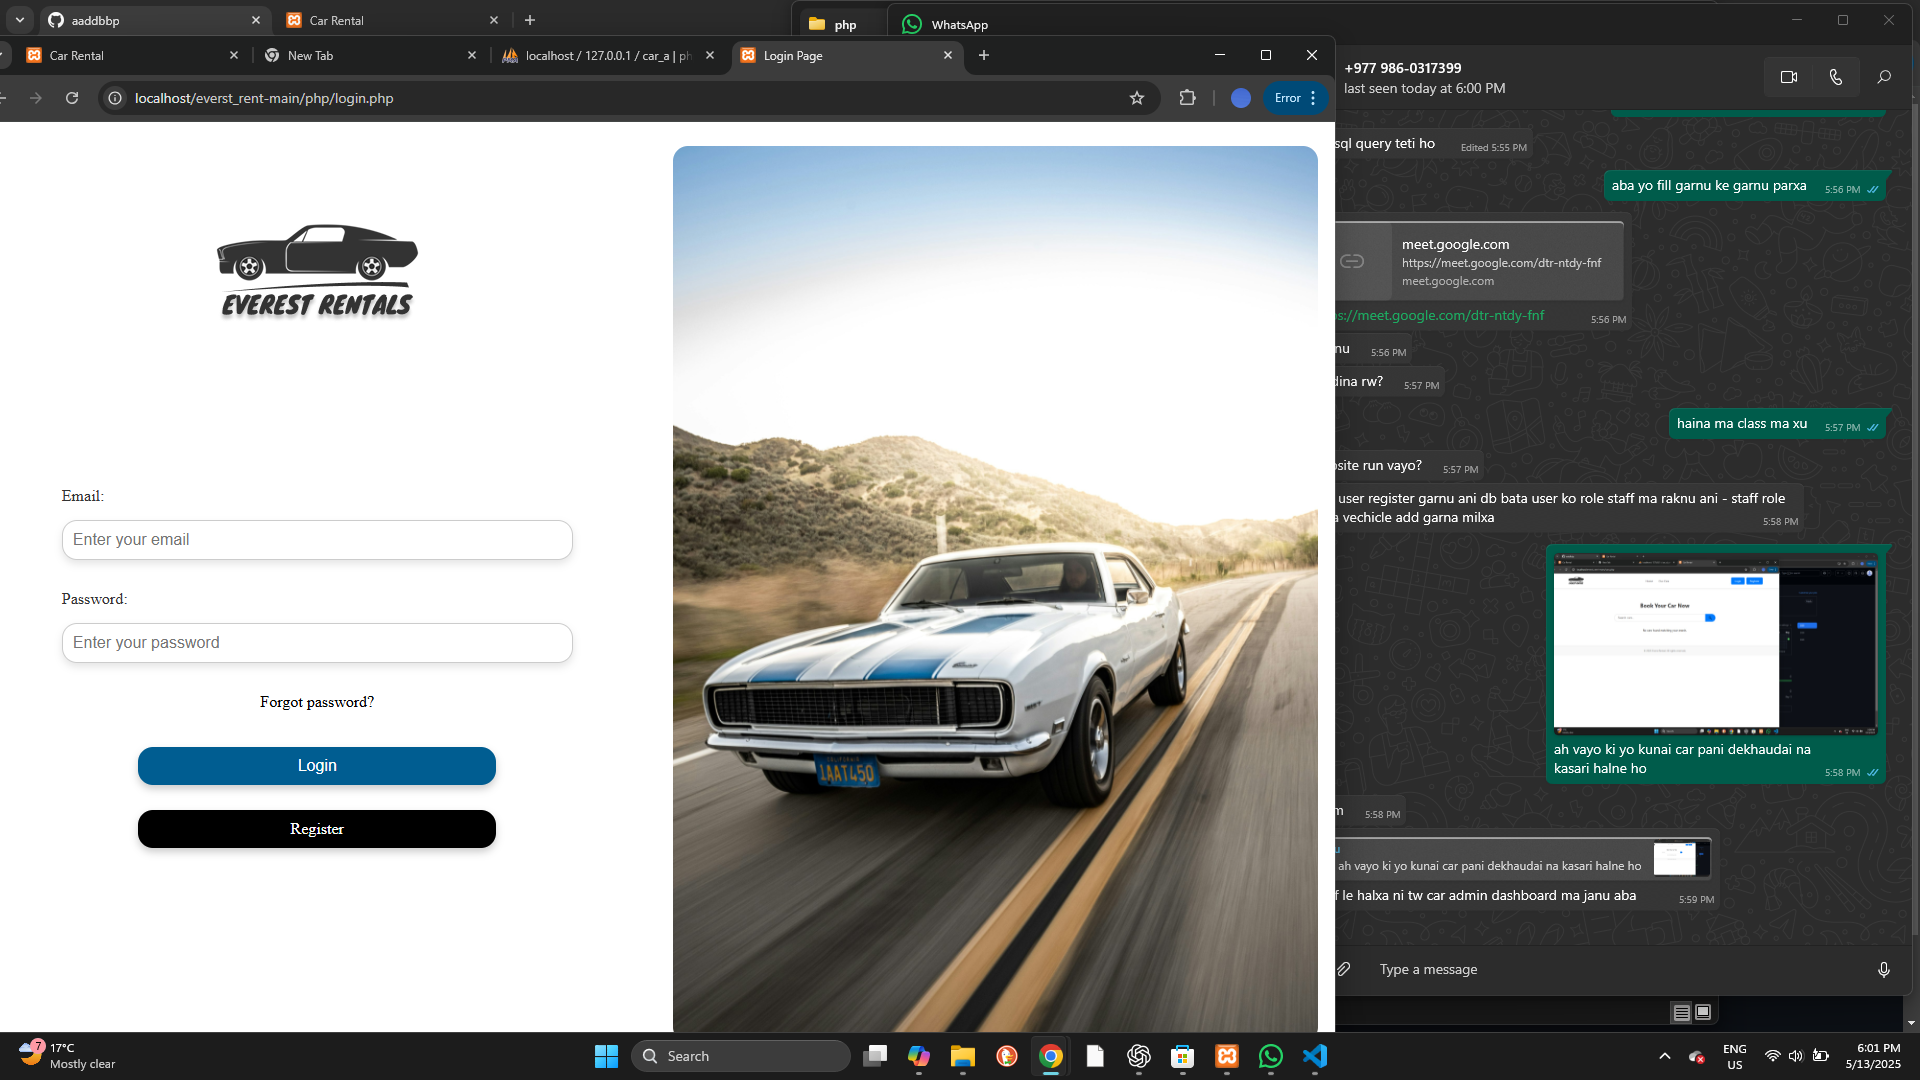 aaddbbp
Car Rental
php
WhatsApp
Car Rental
New Tab
localhost / 127.0.0.1 / car_a | ph
Login Page
localhost/everst_rent-main/php/login.php
Error
EVEREST RENTALS
Email:
Enter your email
Password:
Enter your password
Forgot password?
Login
Register
1AAT450
+977 986-0317399
last seen today at 6:00 PM
sql query teti ho
Edited 5:55 PM
aba yo fill garnu ke garnu parxa
5:56 PM
meet.google.com
https://meet.google.com/dtr-ntdy-fnf
meet.google.com
s://meet.google.com/dtr-ntdy-fnf
5:56 PM
nu
5:56 PM
dina rw?
5:57 PM
haina ma class ma xu
5:57 PM
site run vayo?
5:57 PM
user register garnu ani db bata user ko role staff ma raknu ani - staff role
vechicle add garna milxa
5:58 PM
Book Your Car Now
ah vayo ki yo kunai car pani dekhaudai na
kasari halne ho
5:58 PM
m
5:58 PM
u
ah vayo ki yo kunai car pani dekhaudai na kasari halne ho
f le halxa ni tw car admin dashboard ma janu aba
5:59 PM
Type a message
7
17°C
Mostly clear
Search
ENG
US
6:01 PM
5/13/2025